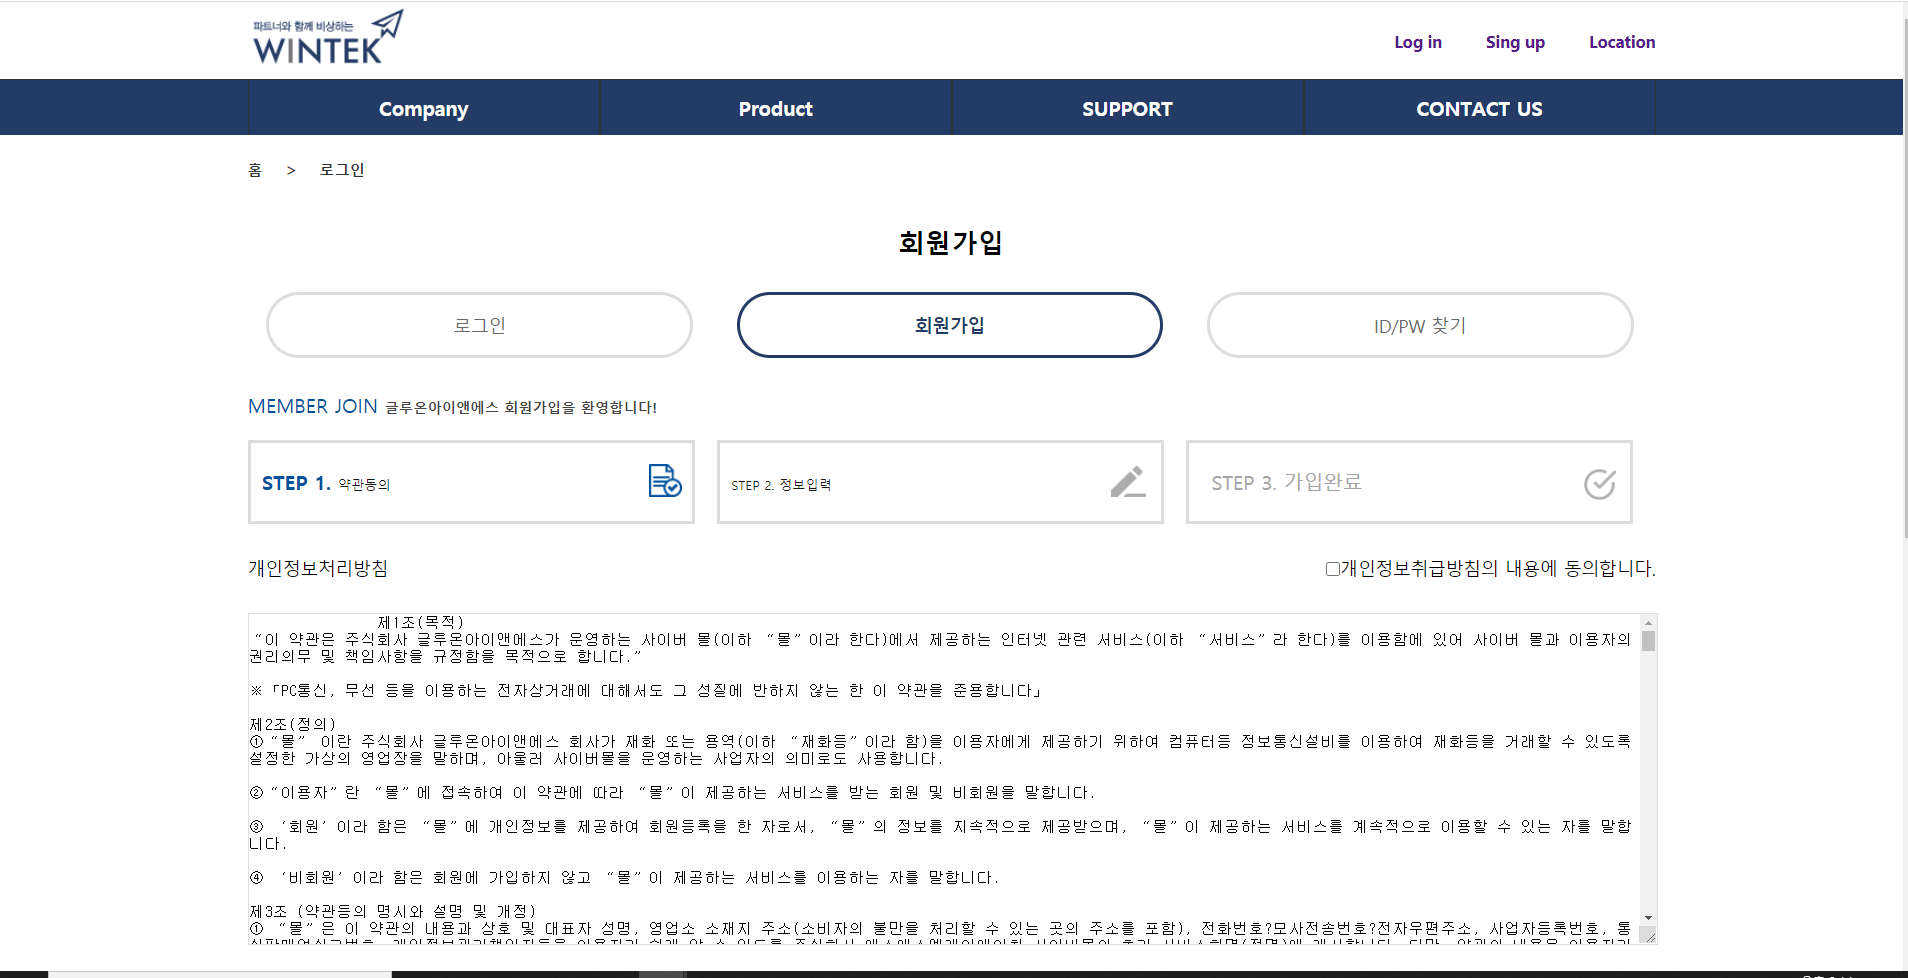 파트너와 함께 비상하는
WINTEK
Log in
Sing up
Location
Company
Product
SUPPORT
CONTACT US
홈 > 로그인
회원가입
로그인
회원가입
ID/PW 찾기
MEMBER JOIN 글루온아이앤에스 회원가입을 환영합니다!
STEP 1. 약관동의
STEP 2. 정보입력
STEP 3. 가입완료
개인정보처리방침
개인정보취급방침의 내용에 동의합니다.
제1조(목적)
“이 약관은 주식회사 글루온아이앤에스가 운영하는 사이버 몰(이하 “몰”이라 한다)에서 제공하는 인터넷 관련 서비스(이하 “서비스”라 한다)를 이용함에 있어 사이버 몰과 이용자의
권리의무 및 책임사항을 규정함을 목적으로 합니다.”
※「PC통신, 무선 등을 이용하는 전자상거래에 대해서도 그 성질에 반하지 않는 한 이 약관을 준용합니다」
제2조(정의)
①“몰” 이란 주식회사 글루온아이앤에스 회사가 재화 또는 용역(이하 “재화등”이라 함)을 이용자에게 제공하기 위하여 컴퓨터등 정보통신설비를 이용하여 재화등을 거래할 수 있도록
설정한 가상의 영업장을 말하며, 아울러 사이버몰을 운영하는 사업자의 의미로도 사용합니다.
②“이용자”란 “몰”에 접속하여 이 약관에 따라 “몰”이 제공하는 서비스를 받는 회원 및 비회원을 말합니다.
③ ‘회원’이라 함은 “몰”에 개인정보를 제공하여 회원등록을 한 자로서, “몰”의 정보를 지속적으로 제공받으며, “몰”이 제공하는 서비스를 계속적으로 이용할 수 있는 자를 말합
니다.
④ ‘비회원’이라 함은 회원에 가입하지 않고 “몰”이 제공하는 서비스를 이용하는 자를 말합니다.
제3조 (약관등의 명시와 설명 및 개정)
① “몰”은 이 약관의 내용과 상호 및 대표자 성명, 영업소 소재지 주소(소비자의 불만을 처리할 수 있는 곳의 주소를 포함), 전화번호?모사전송번호?전자우편주소, 사업자등록번호, 통